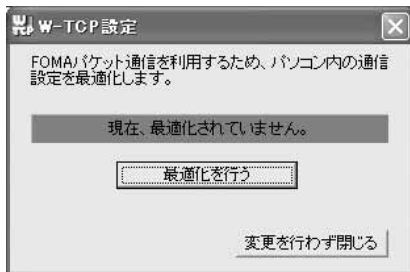 W-TCP設定
FOMAパケット通信を利用するため、パソコン内の通信
設定を最適化します。
現在、最適化されていません。
最適化を行う
変更を行わず閉じる